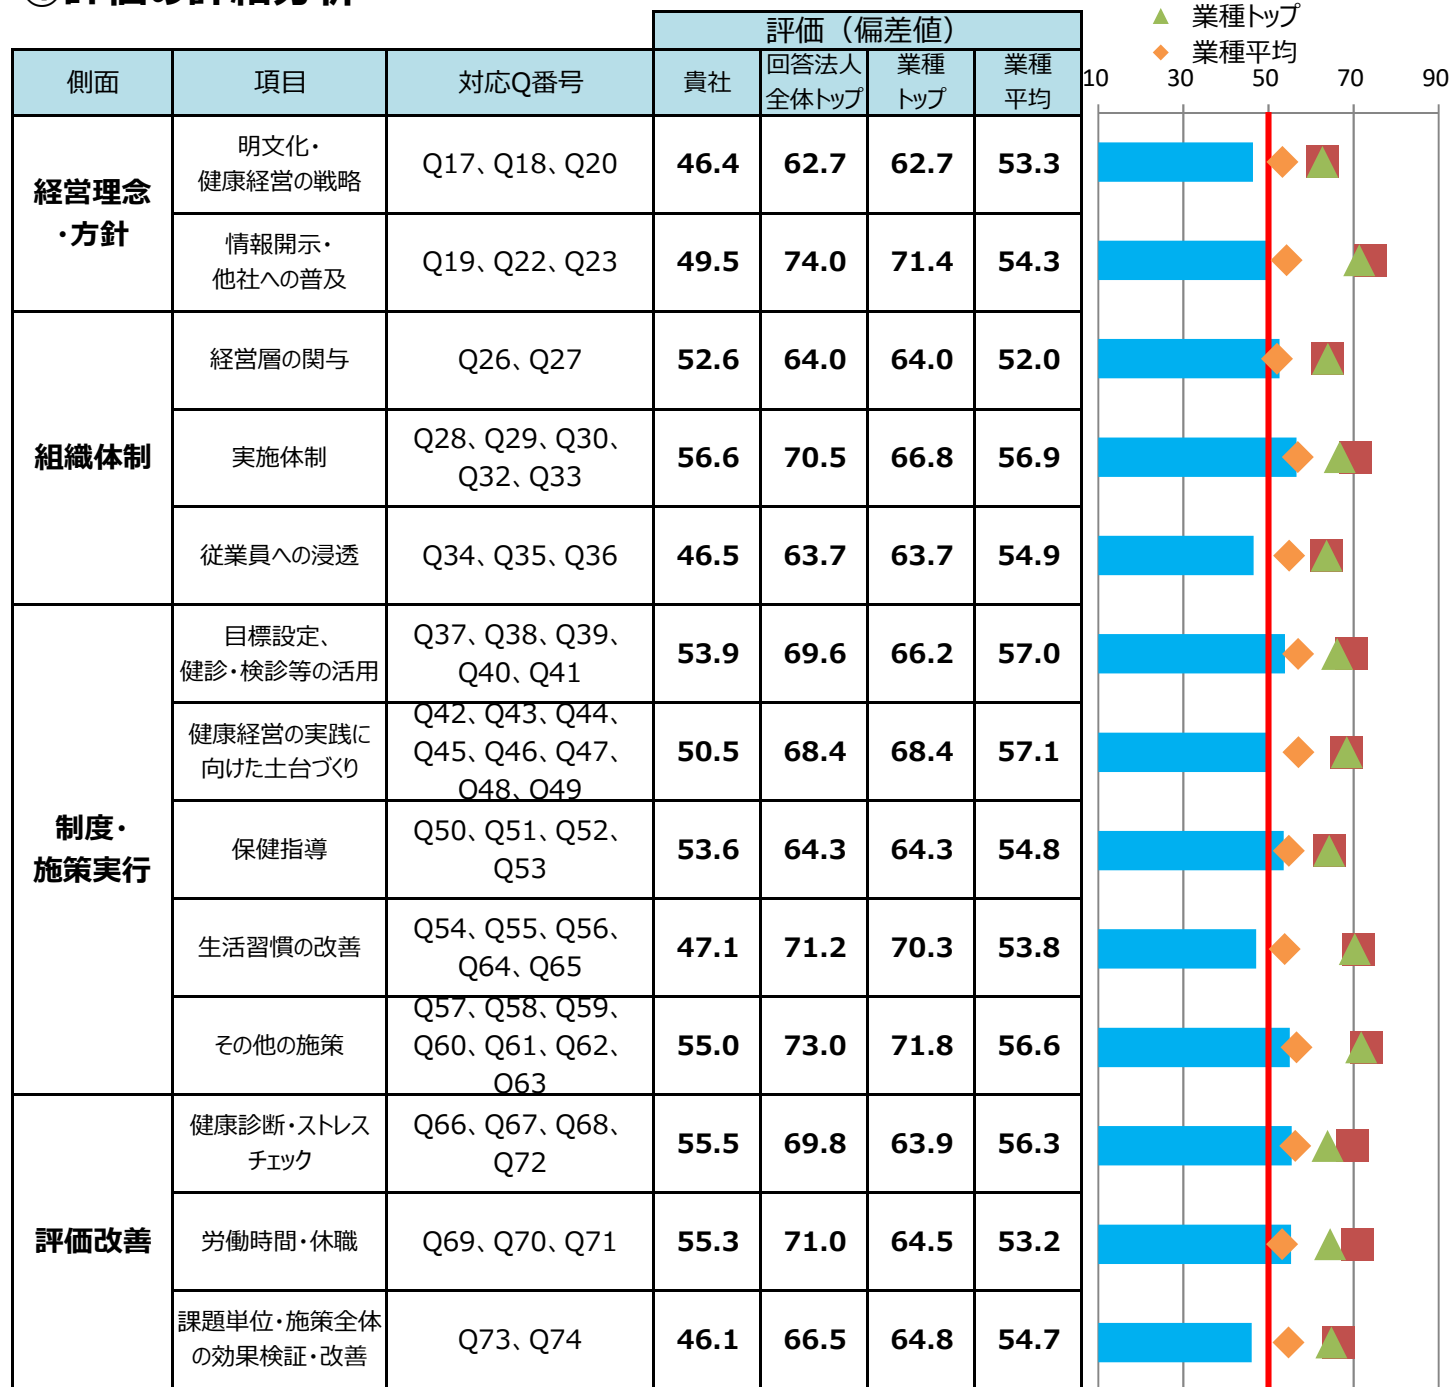 ①評価の詳細分析
▲ 業種トップ
◆ 業種平均
評価（偏差値）
側面 項目 対応Q番号 貴社 回答法人全体トップ 業種トップ 業種平均
10 30 50 70 90
経営理念・方針
明文化・健康経営の戦略 Q17、Q18、Q20 46.4 62.7 62.7 53.3
情報開示・他社への普及 Q19、Q22、Q23 49.5 74.0 71.4 54.3
組織体制
経営層の関与 Q26、Q27 52.6 64.0 64.0 52.0
実施体制 Q28、Q29、Q30、Q32、Q33 56.6 70.5 66.8 56.9
従業員への浸透 Q34、Q35、Q36 46.5 63.7 63.7 54.9
制度・施策実行
目標設定、健診・検診等の活用 Q37、Q38、Q39、Q40、Q41 53.9 69.6 66.2 57.0
健康経営の実践に向けた土台づくり Q42、Q43、Q44、Q45、Q46、Q47、Q48、Q49 50.5 68.4 68.4 57.1
保健指導 Q50、Q51、Q52、Q53 53.6 64.3 64.3 54.8
生活習慣の改善 Q54、Q55、Q56、Q64、Q65 47.1 71.2 70.3 53.8
その他の施策 Q57、Q58、Q59、Q60、Q61、Q62、Q63 55.0 73.0 71.8 56.6
評価改善
健康診断・ストレスチェック Q66、Q67、Q68、Q72 55.5 69.8 63.9 56.3
労働時間・休職 Q69、Q70、Q71 55.3 71.0 64.5 53.2
課題単位・施策全体の効果検証・改善 Q73、Q74 46.1 66.5 64.8 54.7